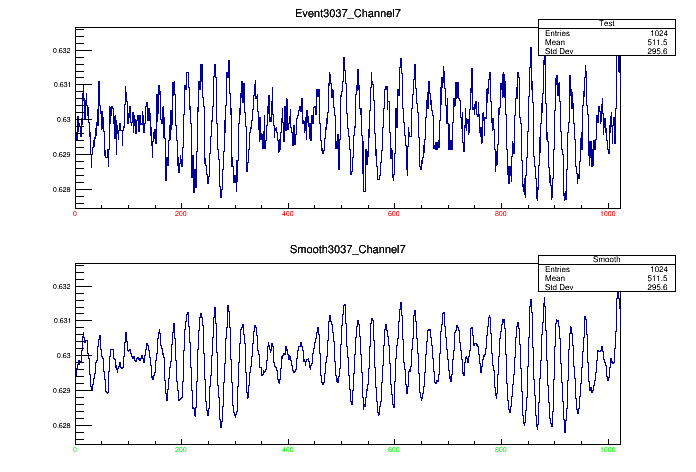 Event3037_Channel7
Test
Entries 1024
Mean 511.5
Std Dev 295.6
0.632
0.631
0.63
0.629
0.628
0 200 400 600 800 1000
Smooth3037_Channel7
Smooth
Entries 1024
Mean 511.5
Std Dev 295.6
0.632
0.631
0.63
0.629
0.628
0 200 400 600 800 1000